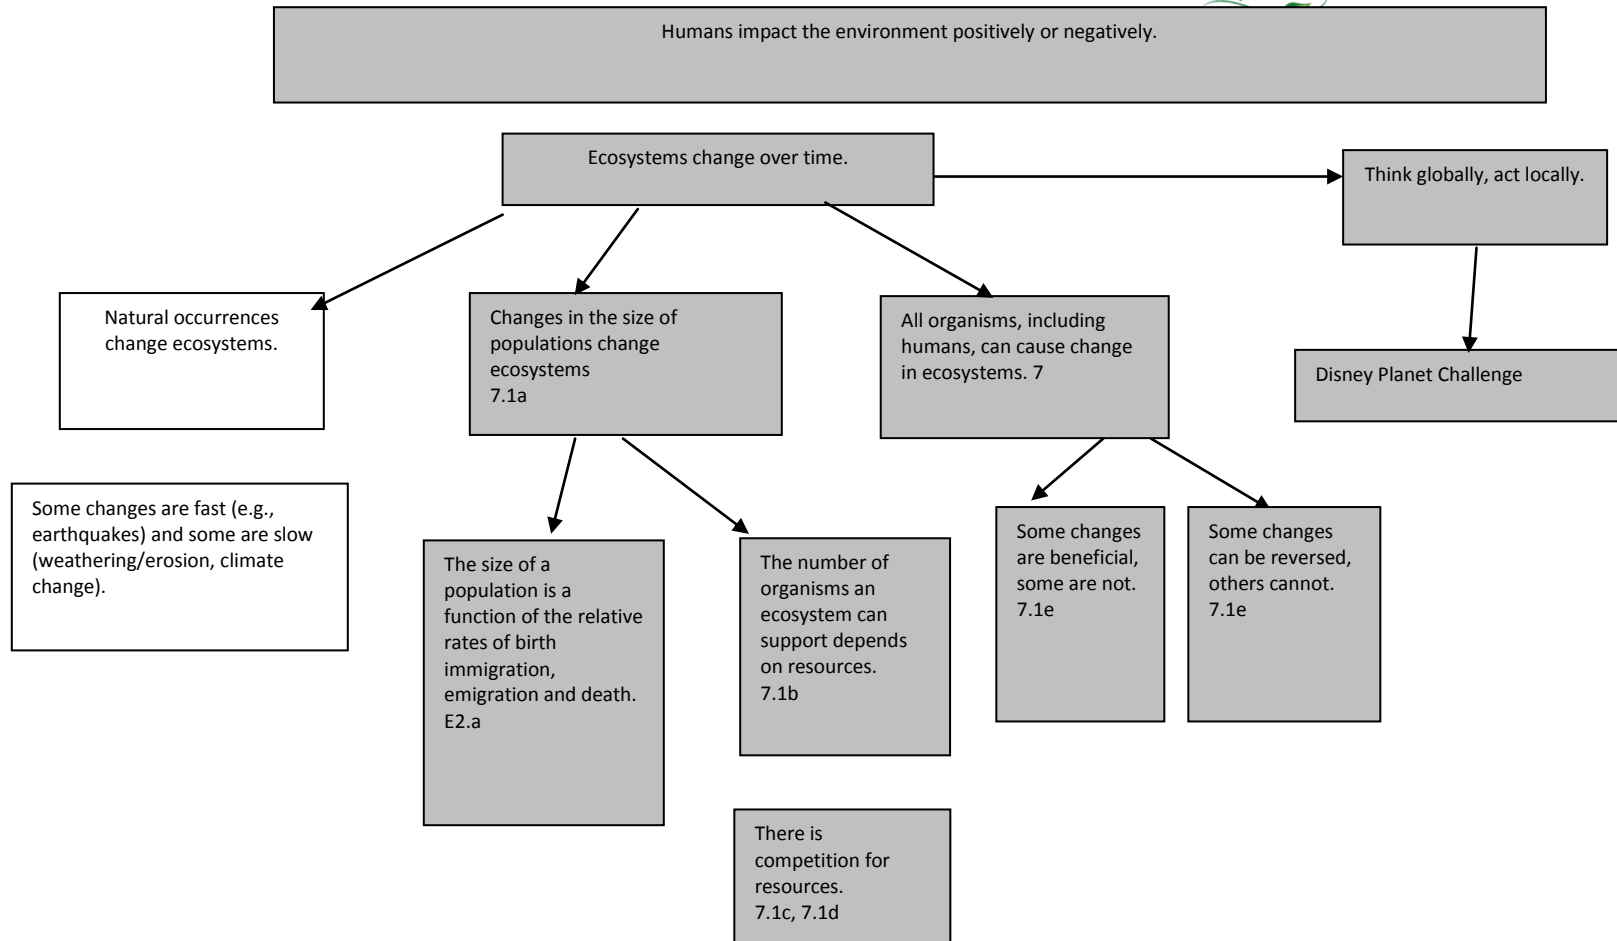 Humans impact the environment positively or negatively.
Ecosystems change over time.
Think globally, act locally.
Natural occurrences
change ecosystems.
Changes in the size of
populations change
ecosystems
7.1a
All organisms, including
humans, can cause change
in ecosystems. 7
Disney Planet Challenge
Some changes are fast (e.g.,
earthquakes) and some are slow
(weathering/erosion, climate
change).
The size of a
population is a
function of the relative
rates of birth
immigration,
emigration and death.
E2.a
The number of
organisms an
ecosystem can
support depends
on resources.
7.1b
Some changes
are beneficial,
some are not.
7.1e
Some changes
can be reversed,
others cannot.
7.1e
There is
competition for
resources.
7.1c, 7.1d